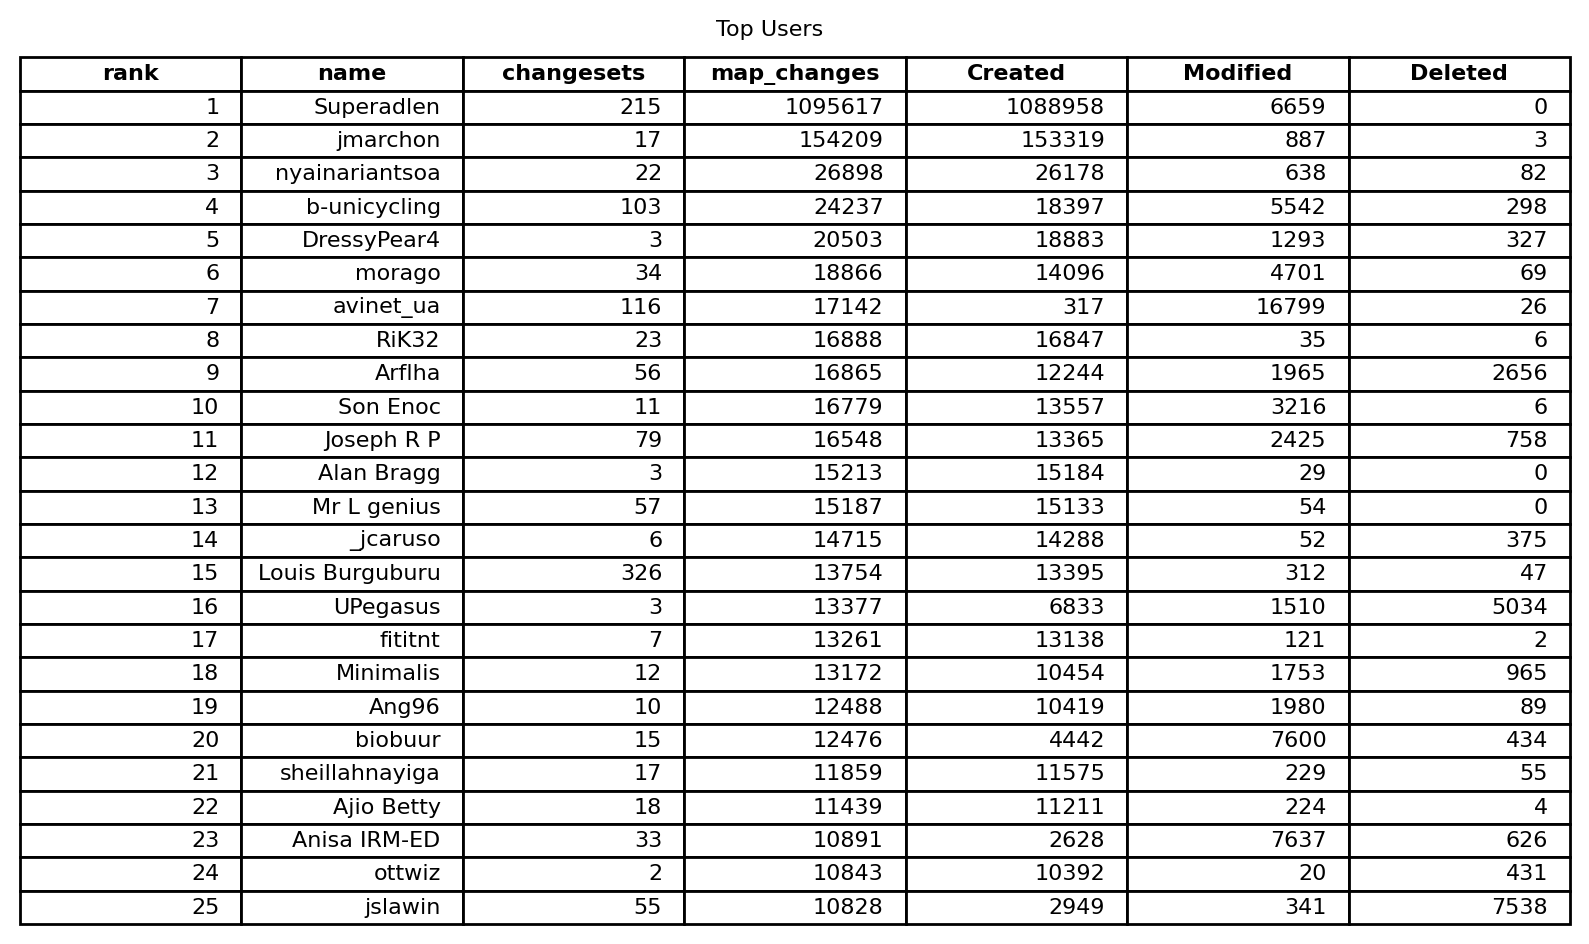 Top Users
rank name changesets map_changes Created Modified Deleted
1 Superadlen 215 1095617 1088958 6659 0
2 jmarchon 17 154209 153319 887 3
3 nyainariantsoa 22 26898 26178 638 82
4 b-unicycling 103 24237 18397 5542 298
5 DressyPear4 3 20503 18883 1293 327
6 morago 34 18866 14096 4701 69
7 avinet_ua 116 17142 317 16799 26
8 RiK32 23 16888 16847 35 6
9 Arflha 56 16865 12244 1965 2656
10 Son Enoc 11 16779 13557 3216 6
11 Joseph R P 79 16548 13365 2425 758
12 Alan Bragg 3 15213 15184 29 0
13 Mr L genius 57 15187 15133 54 0
14 _jcaruso 6 14715 14288 52 375
15 Louis Burguburu 326 13754 13395 312 47
16 UPegasus 3 13377 6833 1510 5034
17 fititnt 7 13261 13138 121 2
18 Minimalis 12 13172 10454 1753 965
19 Ang96 10 12488 10419 1980 89
20 biobuur 15 12476 4442 7600 434
21 sheillahnayiga 17 11859 11575 229 55
22 Ajio Betty 18 11439 11211 224 4
23 Anisa IRM-ED 33 10891 2628 7637 626
24 ottwiz 2 10843 10392 20 431
25 jslawin 55 10828 2949 341 7538